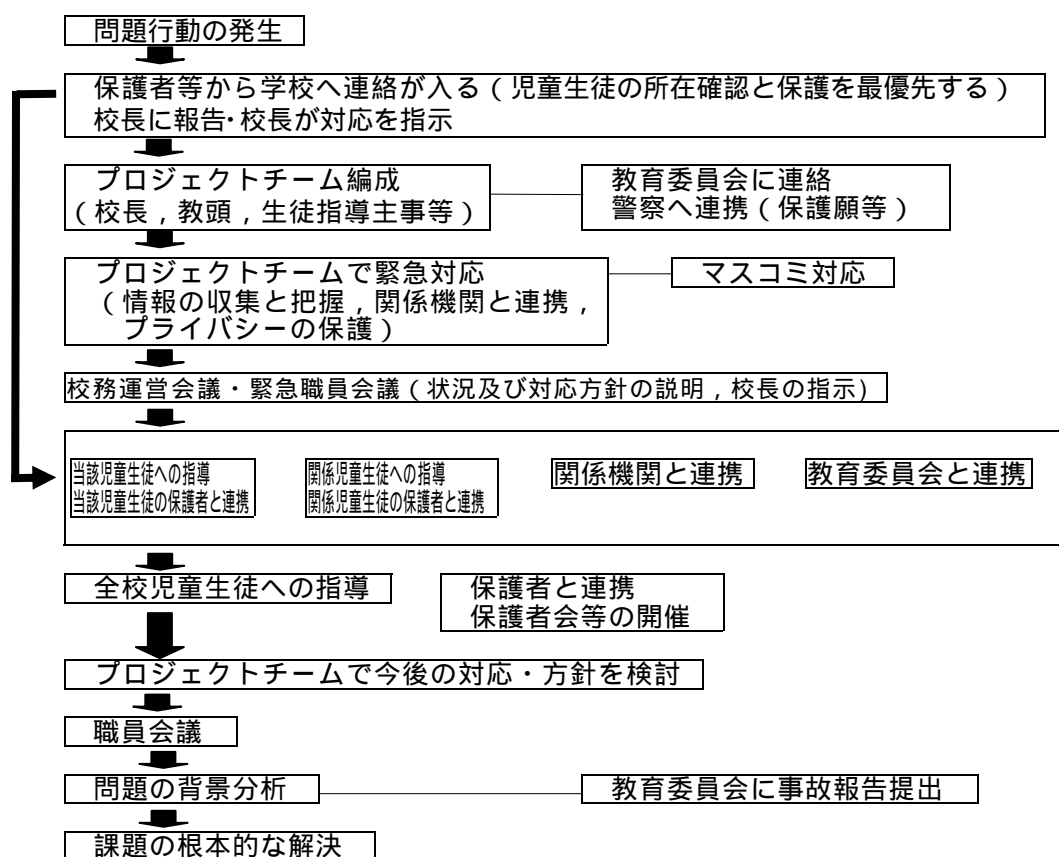 問題行動の発生
保護者等から学校へ連絡が入る(児童生徒の所在確認と保護を最優先する)
校長に報告・校長が対応を指示
プロジェクトチーム編成
(校長,教頭,生徒指導主事等)
教育委員会に連絡
警察へ連携(保護願等)
プロジェクトチームで緊急対応
(情報の収集と把握,関係機関と連携,
プライバシーの保護)
マスコミ対応
校務運営会議・緊急職員会議(状況及び対応方針の説明,校長の指示)
当該児童生徒への指導
当該児童生徒の保護者と連携
関係児童生徒への指導
関係児童生徒の保護者と連携
関係機関と連携
教育委員会と連携
全校児童生徒への指導
保護者と連携
保護者会等の開催
プロジェクトチームで今後の対応・方針を検討
職員会議
問題の背景分析
教育委員会に事故報告提出
課題の根本的な解決